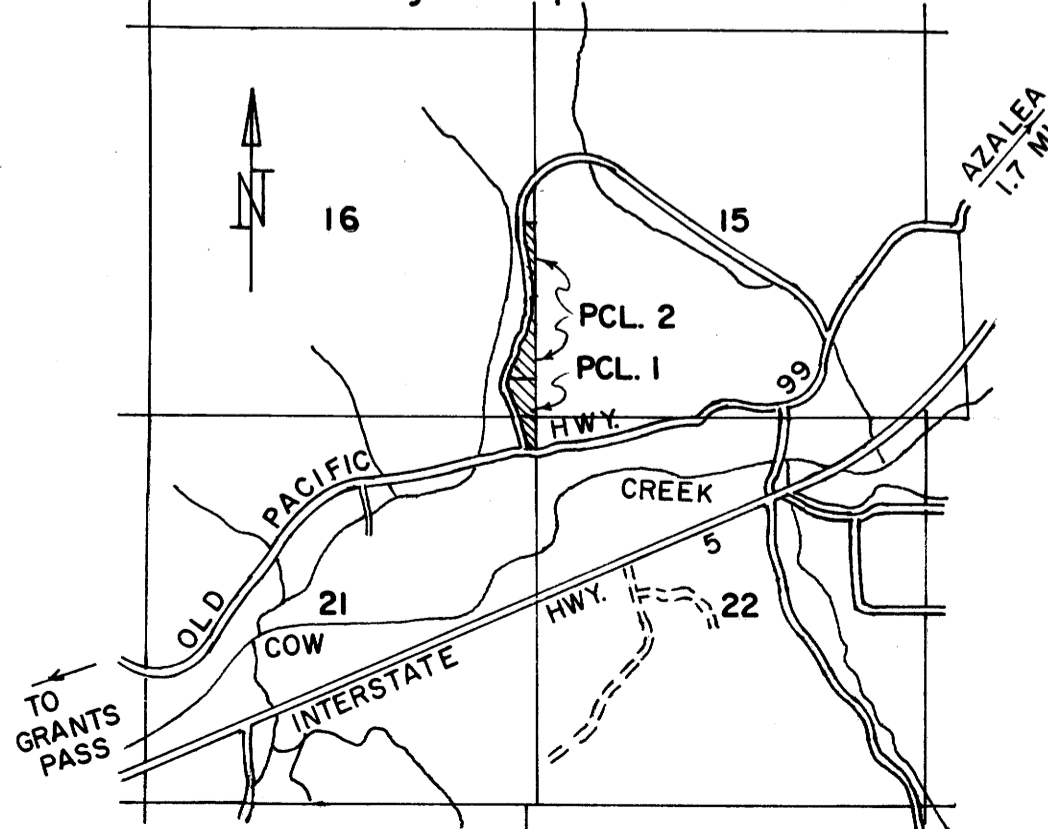 AZALEA
1.7 MI
N
16
15
PCL. 2
PCL. 1
99
HWY.
OLD PACIFIC
CREEK
5
HWY.
22
21
COW
INTERSTATE
TO
GRANTS
PASS